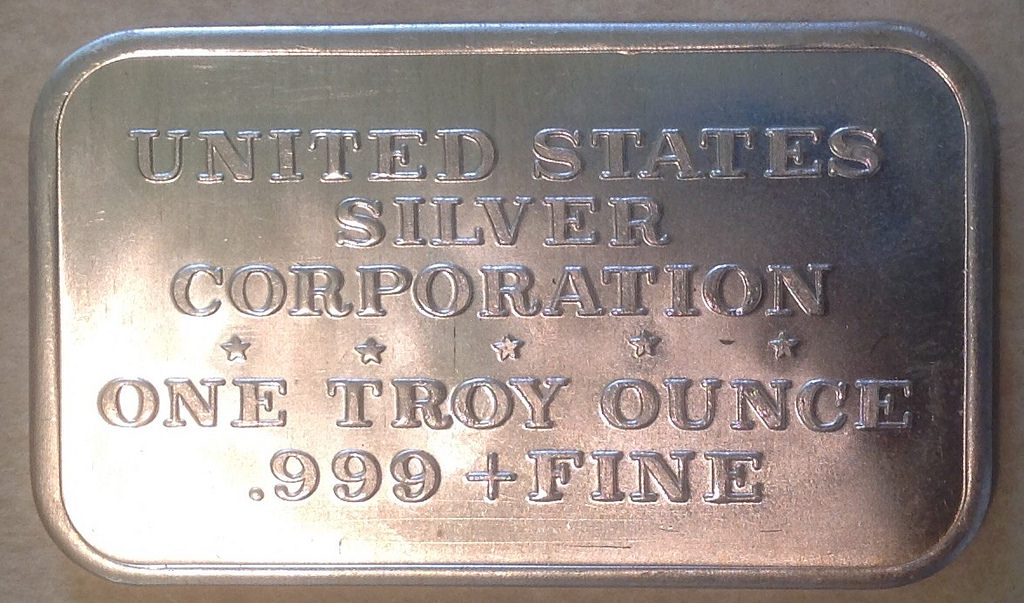 UNITED STATES
SILVER
CORPORATION
ONE TROY OUNCE
.999+FINE